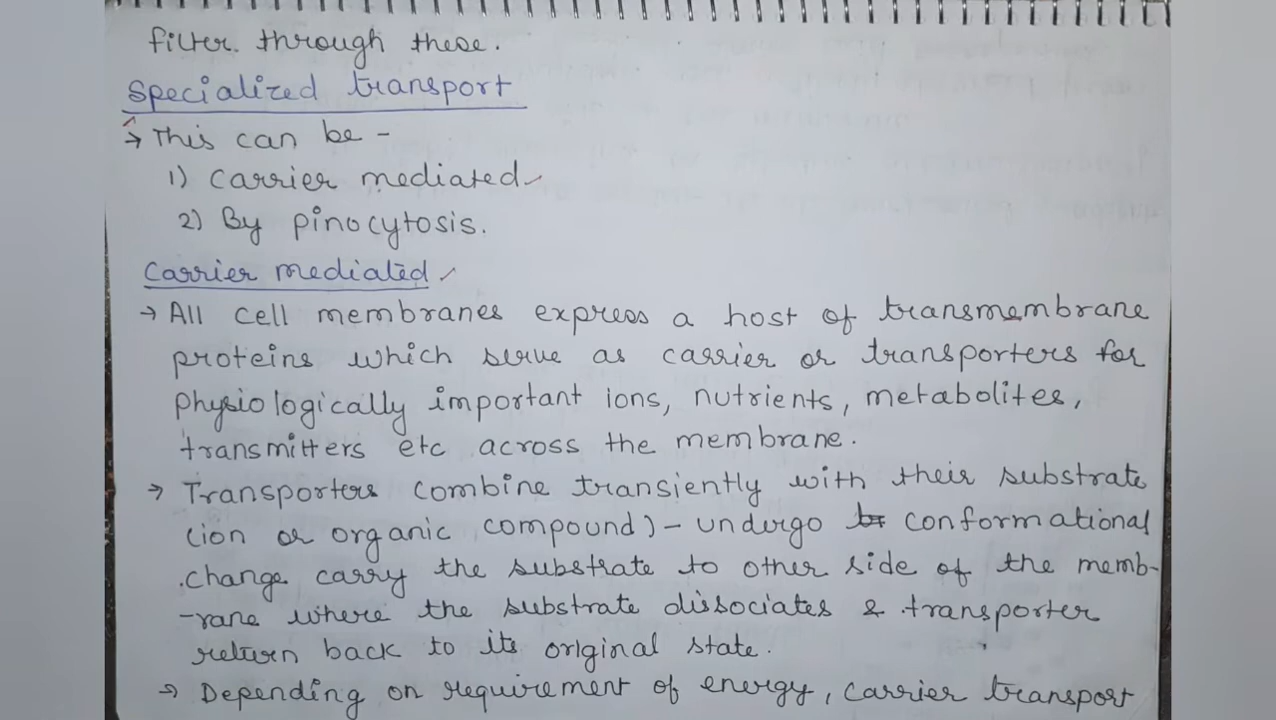 filter through these.
Specialized transport
→ This can be -
1) Carrier mediated
2) By pinocytosis.
Carrier mediated
→ All cell membranes express a host of transmembrane
proteins which serve as carrier or transporters for
physiologically important ions, nutrients, metabolites,
transmitters etc across the membrane.
→ Transporters combine transiently with their substrate
(ion or organic compound) - undergo conformational
change carry the substrate to other side of the memb-
-rane where the substrate dissociates & transporter
return back to its original state.
→ Depending on requirement of energy, carrier transport